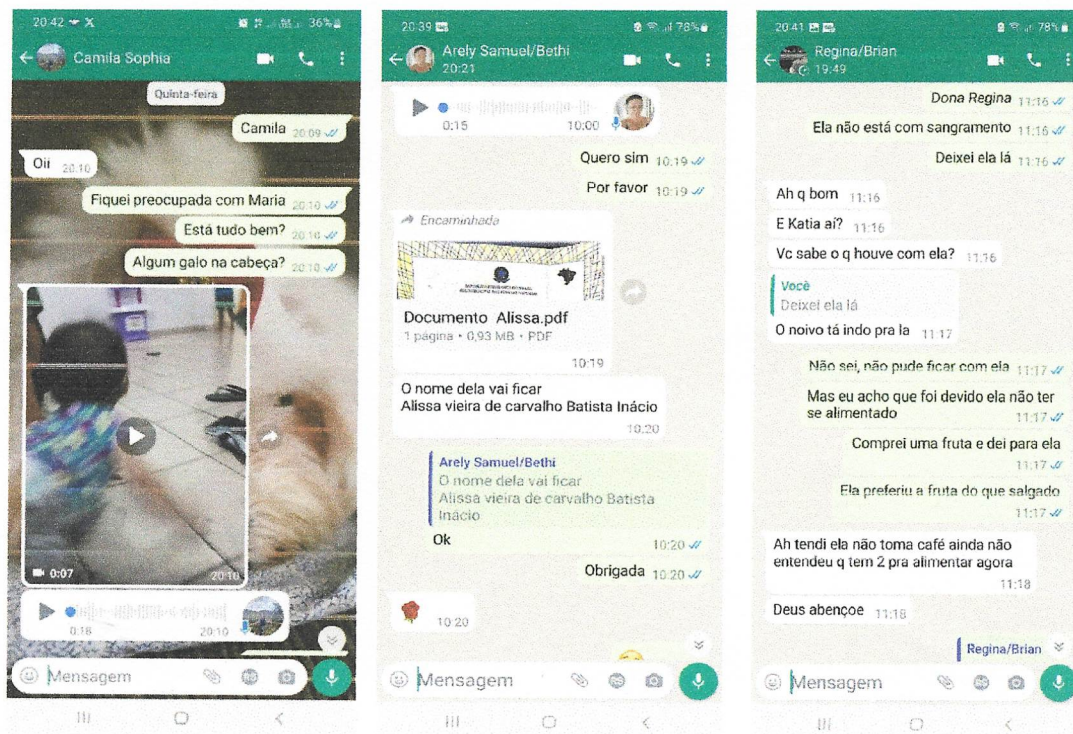 20:42
36%
Camila Sophia
Quinta-feira
Camila 20:09
Oii 20:10
Fiquei preocupada com Maria 20:10
Está tudo bem? 20:10
Algum galo na cabeça? 20:10
0:07 20:10
0:18 20:10
Mensagem
20:39
78%
Arely Samuel/Bethi
20:21
0:15 10:00
Quero sim 10:19
Por favor 10:19
Encaminhada
Documento Alissa.pdf
1 página • 0,93 MB • PDF
10:19
O nome dela vai ficar
Alissa vieira de carvalho Batista Inácio
10:20
Arely Samuel/Bethi
O nome dela vai ficar
Alissa vieira de carvalho Batista
Inácio
Ok 10:20
Obrigada 10:20
10:20
Mensagem
20:41
78%
Regina/Brian
19:49
Dona Regina 11:16
Ela não está com sangramento 11:16
Deixei ela lá 11:16
Ah q bom 11:16
E Katia aí? 11:16
Vc sabe o q houve com ela? 11:16
Você
Deixei ela lá
O noivo tá indo pra la 11:17
Não sei, não pude ficar com ela 11:17
Mas eu acho que foi devido ela não ter
se alimentado 11:17
Comprei uma fruta e dei para ela
11:17
Ela preferiu a fruta do que salgado
11:17
Ah tendi ela não toma café ainda não
entendeu q tem 2 pra alimentar agora
11:18
Deus abençoe 11:18
Regina/Brian
Mensagem